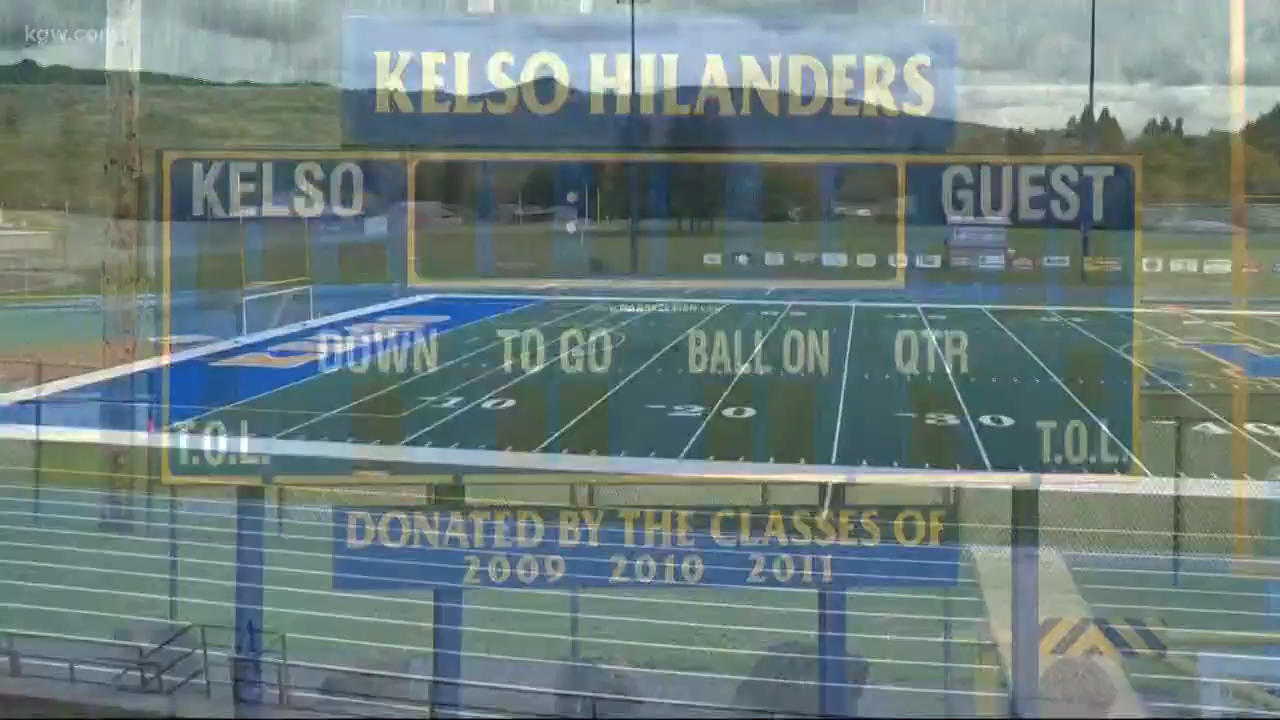 kgw.com
KELSO HILANDERS
KELSO
GUEST
DOWN TO GO BALL ON QTR
10 20 30 40
T.O.L. T.O.L.
DONATED BY THE CLASSES OF
2009 2010 2011